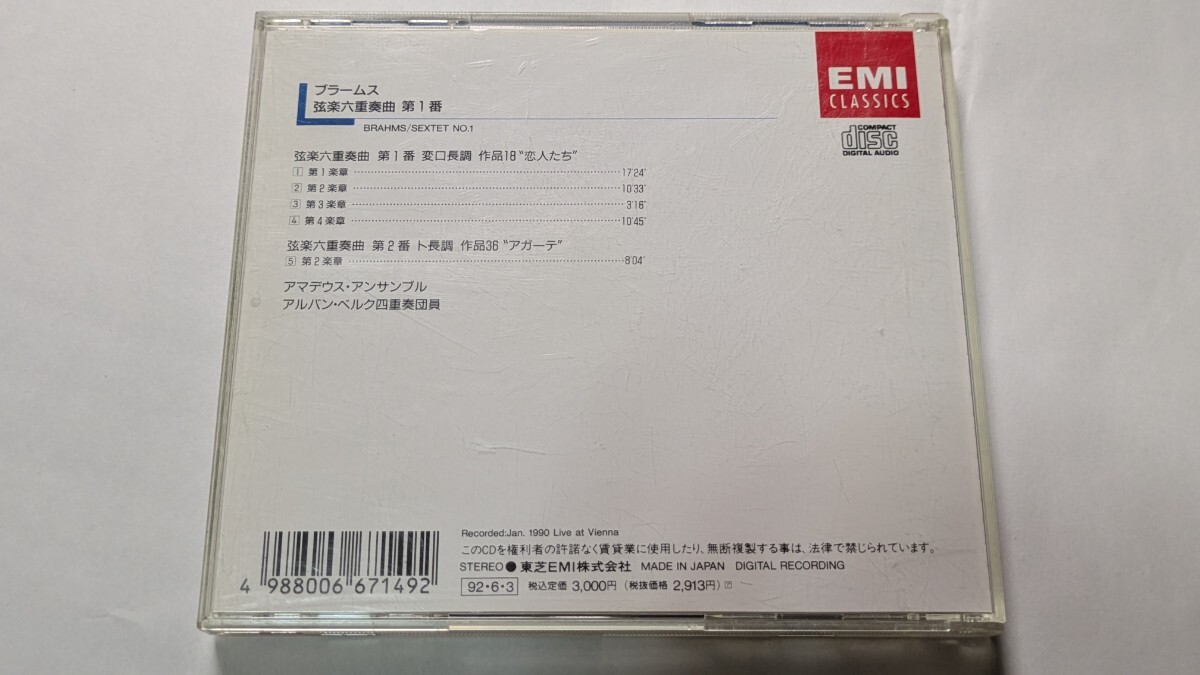 ブラームス
弦楽六重奏曲 第1番
BRAHMS/SEXTET NO.1
EMI
CLASSICS
COMPACT
disc
DIGITAL AUDIO
弦楽六重奏曲 第1番 変ロ長調 作品18 "恋人たち"
1 第1楽章 17'24"
2 第2楽章 10'33"
3 第3楽章 3'16"
4 第4楽章 10'45"
弦楽六重奏曲 第2番 ト長調 作品36 "アガーテ"
5 第2楽章 8'04"
アマデウス・アンサンブル
アルバン・ベルク四重奏団員
Recorded:Jan. 1990 Live at Vienna
このCDを権利者の許諾なく賃貸業に使用したり、無断複製する事は、法律で禁じられています。
STEREO ● 東芝EMI株式会社 MADE IN JAPAN DIGITAL RECORDING
92・6・3 税込定価 3,000円 (税抜価格 2,913円)
4 988006 671492